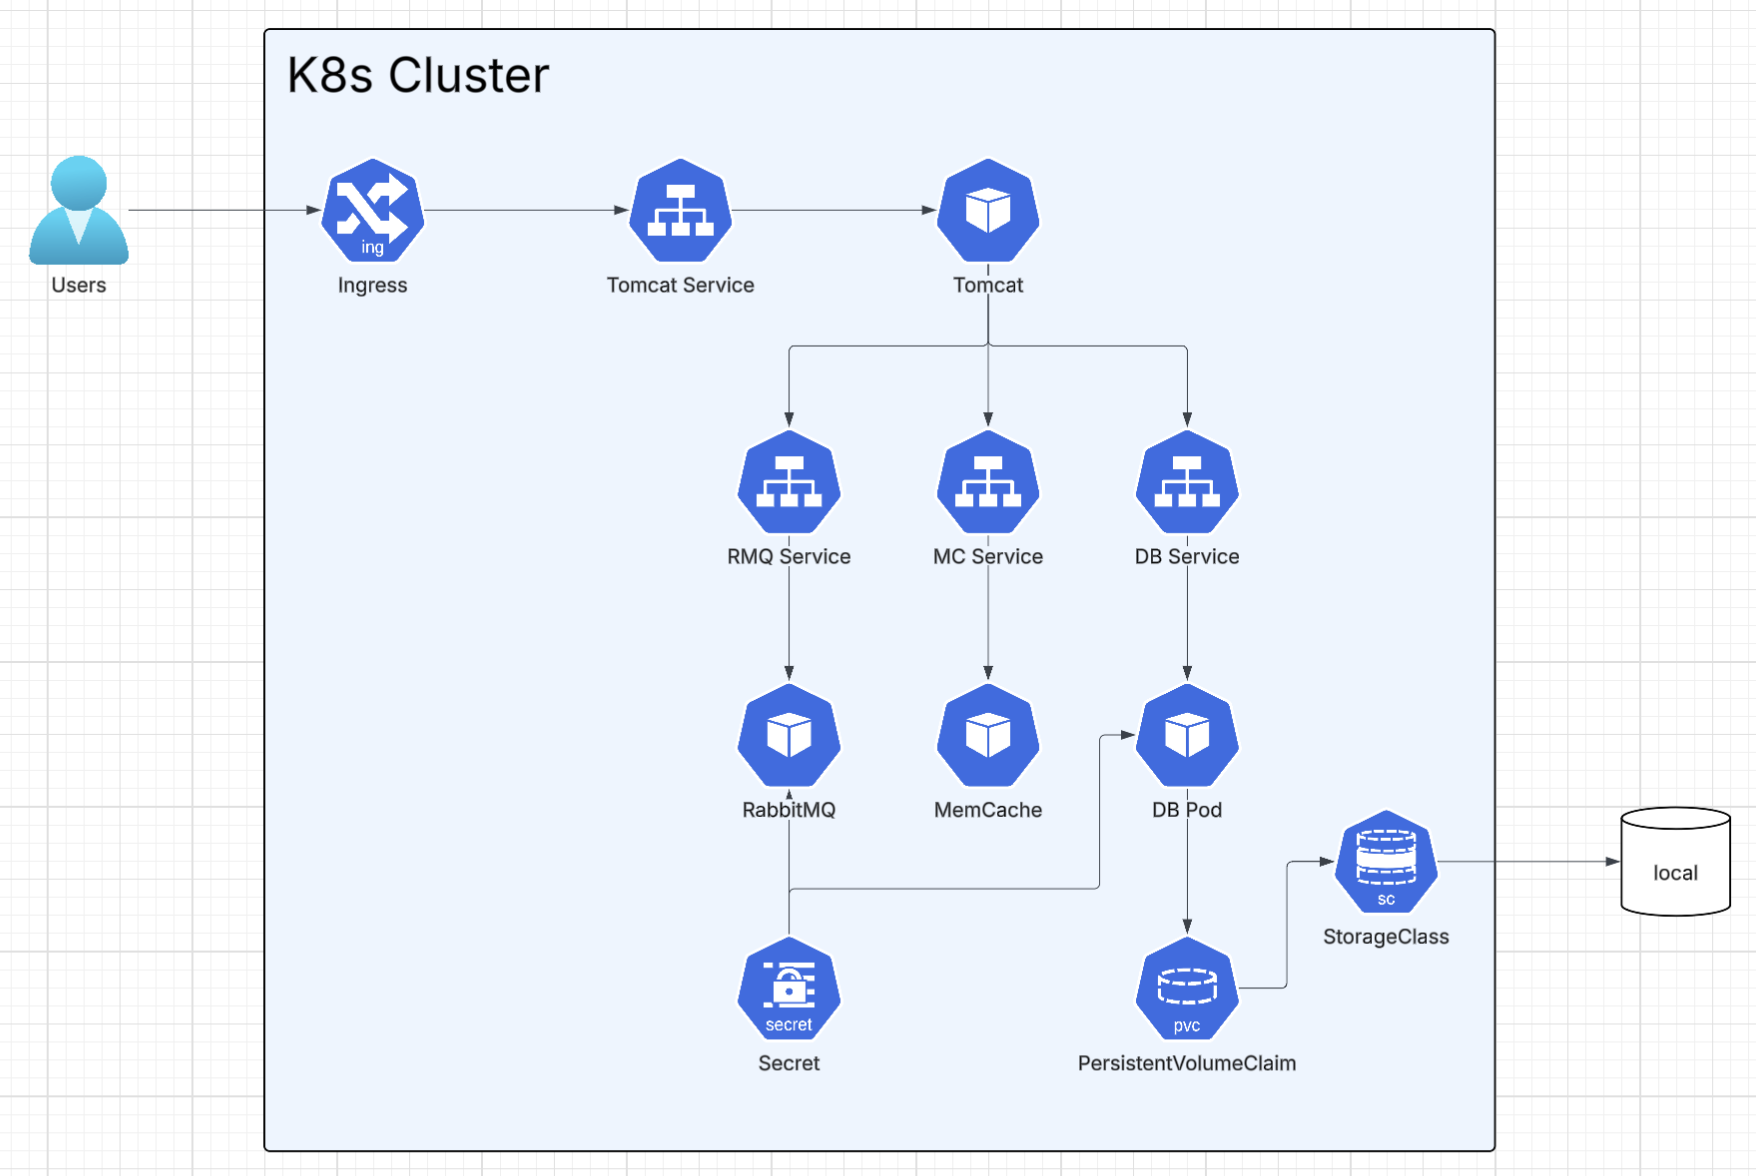 K8s Cluster
ing
Users
Ingress
Tomcat Service
Tomcat
RMQ Service
MC Service
DB Service
RabbitMQ
MemCache
DB Pod
local
sc
StorageClass
secret
pvc
Secret
PersistentVolumeClaim